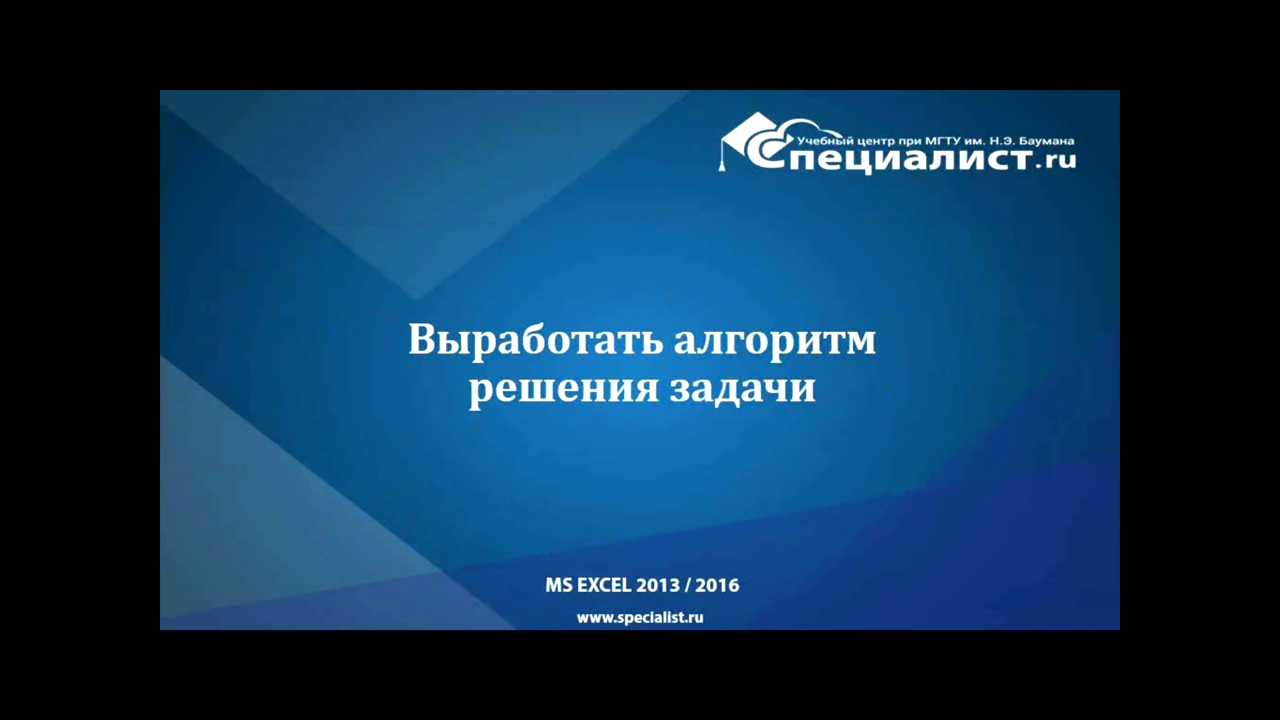 Учебный центр при МГТУ им. Н.Э. Баумана
Специалист.ru
Выработать алгоритм
решения задачи
MS EXCEL 2013 / 2016
www.specialist.ru